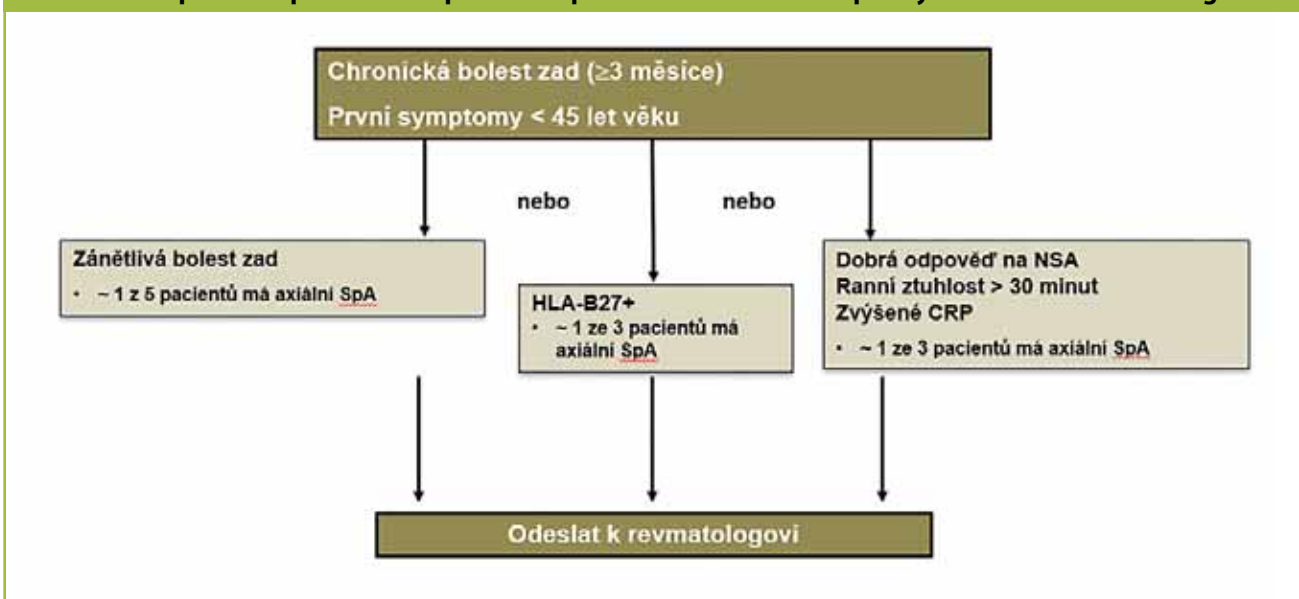 Chronická bolest zad (≥3 měsíce)
První symptomy < 45 let věku
nebo
nebo
Zánětlivá bolest zad
• ~ 1 z 5 pacientů má axiální SpA
HLA-B27+
• ~ 1 ze 3 pacientů má
axiální SpA
Dobrá odpověď na NSA
Ranní ztuhlost > 30 minut
Zvýšené CRP
• ~ 1 ze 3 pacientů má axiální SpA
Odeslat k revmatologovi